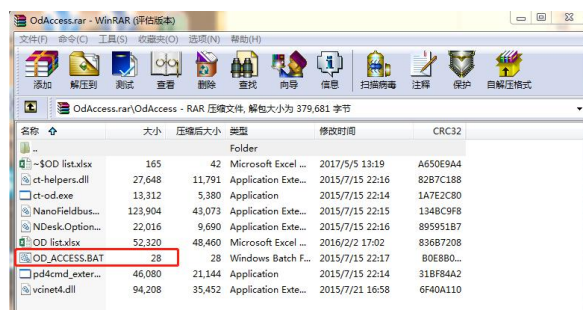 OdAccess.rar - WinRAR (评估版本)
文件(F) 命令(C) 工具(S) 收藏夹(O) 选项(N) 帮助(H)
添加 解压到 测试 查看 删除 查找 向导 信息 扫描病毒 注释 保护 自解压格式
OdAccess.rar\OdAccess - RAR 压缩文件, 解包大小为 379,681 字节
名称 大小 压缩后大小 类型 修改时间 CRC32
.. Folder
~$OD list.xlsx 165 42 Microsoft Excel ... 2017/5/5 13:19 A650E9A4
ct-helpers.dll 27,648 11,791 Application Exte... 2015/7/15 22:16 82B7C188
ct-od.exe 13,312 5,380 Application 2015/7/15 22:14 1A7E2C80
NanoFieldbus... 123,904 43,073 Application Exte... 2015/7/15 22:15 134BC9F8
NDesk.Option... 22,016 9,690 Application Exte... 2015/7/15 22:16 895951B7
OD list.xlsx 52,320 48,460 Microsoft Excel ... 2016/2/2 17:02 836B7208
OD_ACCESS.BAT 28 28 Windows Batch F... 2015/7/15 22:17 B0E8B0...
pd4cmd_exter... 46,080 21,144 Application 2015/7/15 22:14 31BF84A2
vcinet4.dll 94,208 35,452 Application Exte... 2015/7/21 16:58 6F40A110